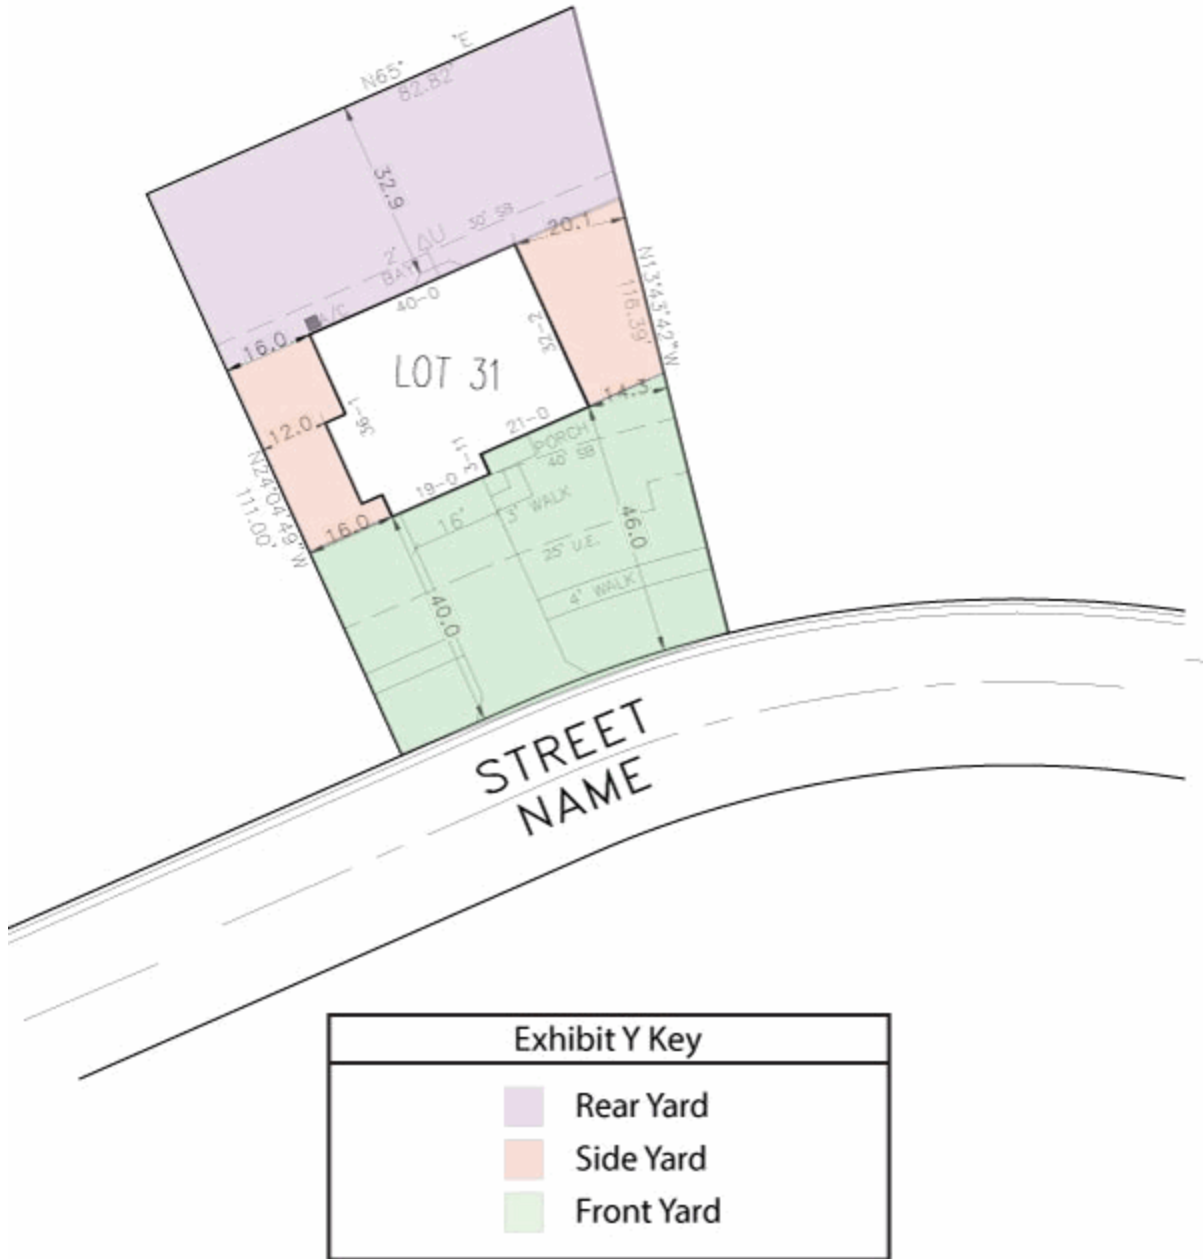 N65° 'E
82.82'
32.9
2' ΔU 30' SB
BAY
20.1
A/C
40-0
16.0
N13°43'42"W
116.39'
32-2
LOT 31
36-1
14.3
12.0
21-0
PORCH
3-11
40' SB
N24°04'49"W
111.00'
19-0
16.0
16'
3' WALK
46.0
25' U.E.
4' WALK
40.0
STREET
NAME
Exhibit Y Key
Rear Yard
Side Yard
Front Yard